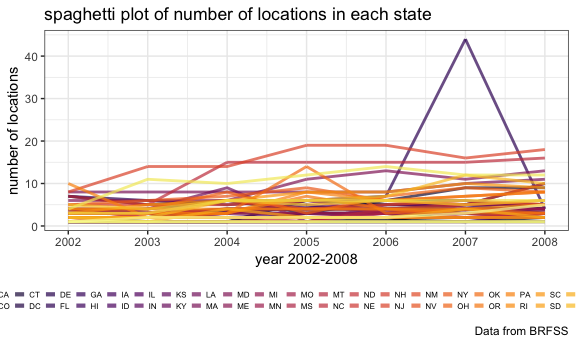 spaghetti plot of number of locations in each state
number of locations
40
30
20
10
0
2002 2003 2004 2005 2006 2007 2008
year 2002-2008
CA CT DE GA IA IL KS LA MD MI MO MT ND NH NM NY OK PA SC
CO DC FL HI ID IN KY MA ME MN MS NC NE NJ NV OH OR RI SD
Data from BRFSS